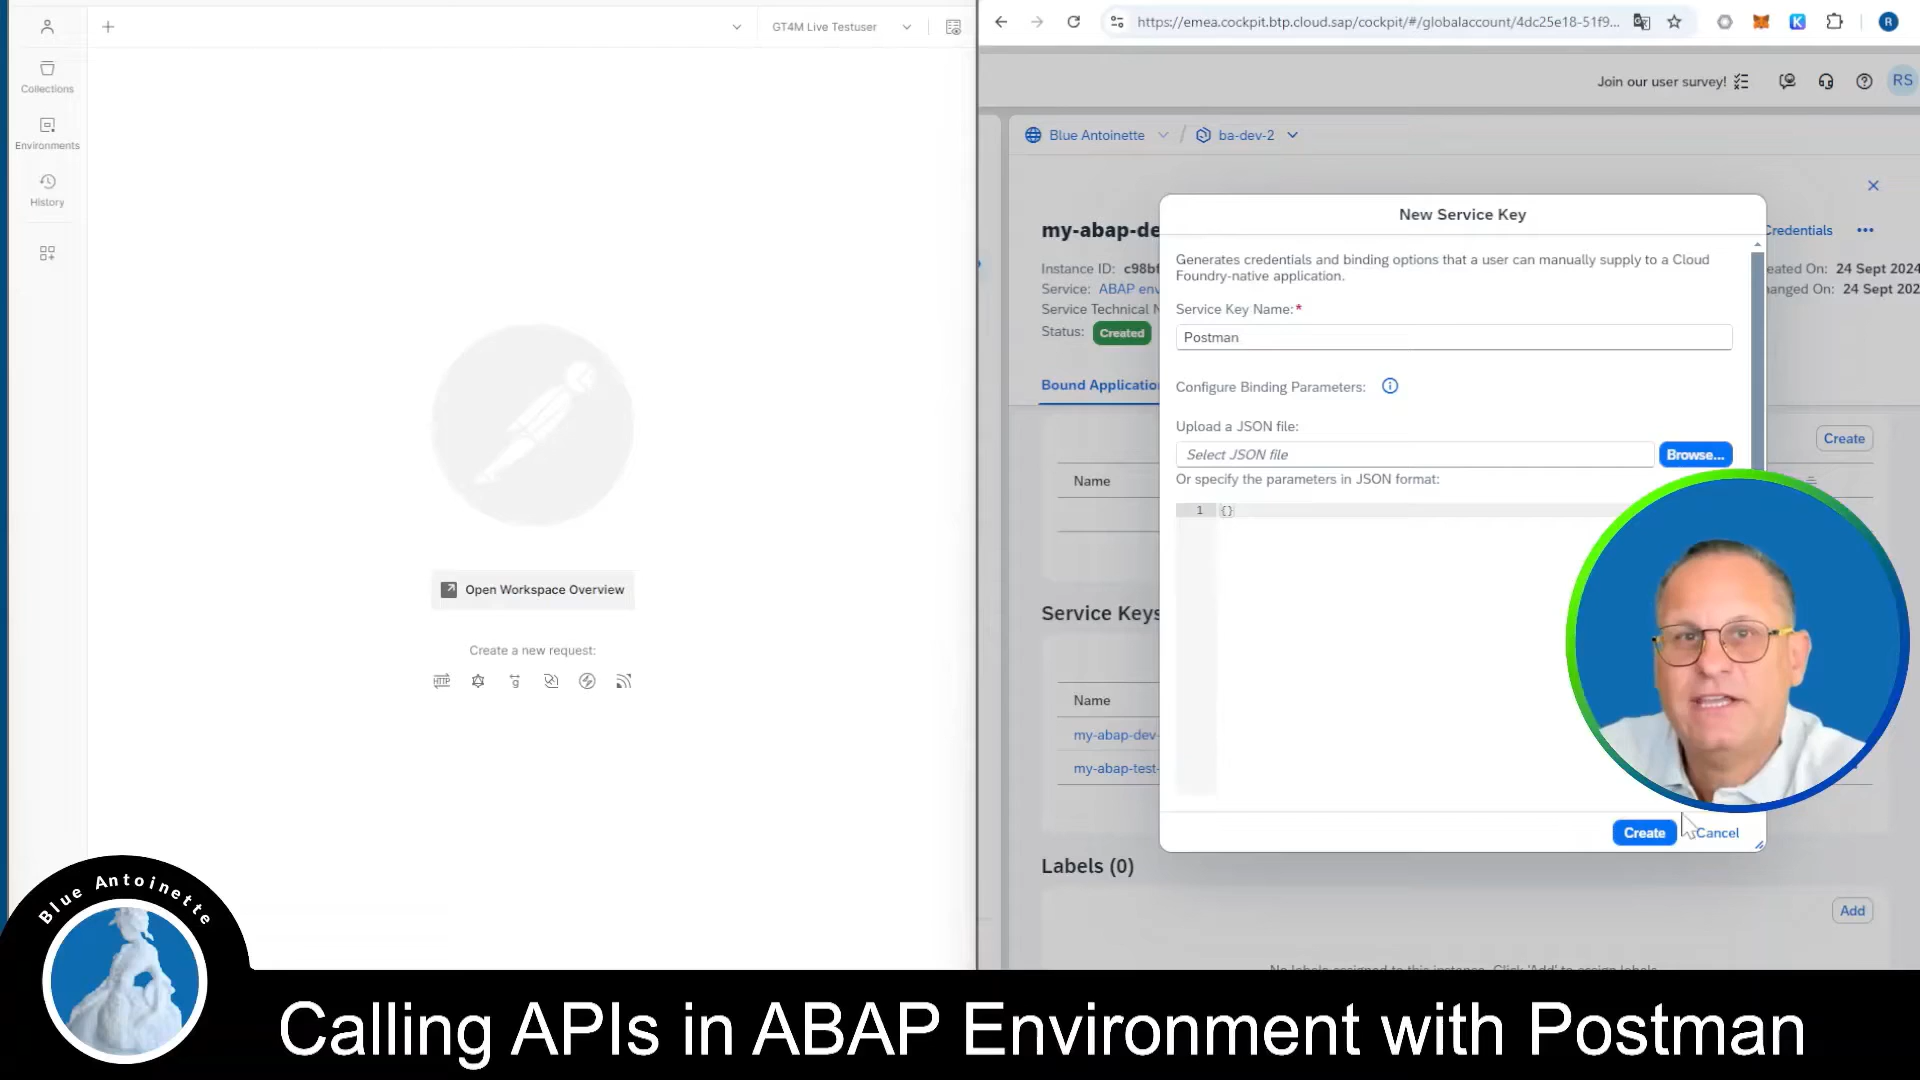 GT4M Live Testuser
Collections
Environments
History
Open Workspace Overview
Create a new request:
HTTP
https://emea.cockpit.btp.cloud.sap/cockpit/#/globalaccount/4dc25e18-51f9...
R
Join our user survey!
RS
Blue Antoinette / ba-dev-2
my-abap-de
Credentials
Instance ID:
Service: ABAP env
Service Technical N
Status: Created
eated On: 24 Sept 2024
hanged On: 24 Sept 202
Bound Applicatio
Create
Name
Service Keys
Name
my-abap-dev-
my-abap-test-
Labels (0)
Add
New Service Key
Generates credentials and binding options that a user can manually supply to a Cloud
Foundry-native application.
Service Key Name:*
Postman
Configure Binding Parameters:
Upload a JSON file:
Select JSON file
Browse...
Or specify the parameters in JSON format:
1 {}
Create
Cancel
Blue Antoinette
Calling APIs in ABAP Environment with Postman